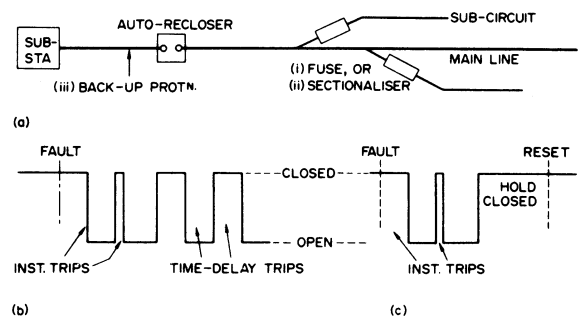 AUTO-RECLOSER
SUB-CIRCUIT
SUB-
STA
MAIN LINE
(i) FUSE, OR
(ii) SECTIONALISER
(iii) BACK-UP PROTN.
(a)
FAULT
CLOSED
OPEN
INST. TRIPS
TIME-DELAY TRIPS
(b)
FAULT
RESET
HOLD
CLOSED
INST. TRIPS
(c)